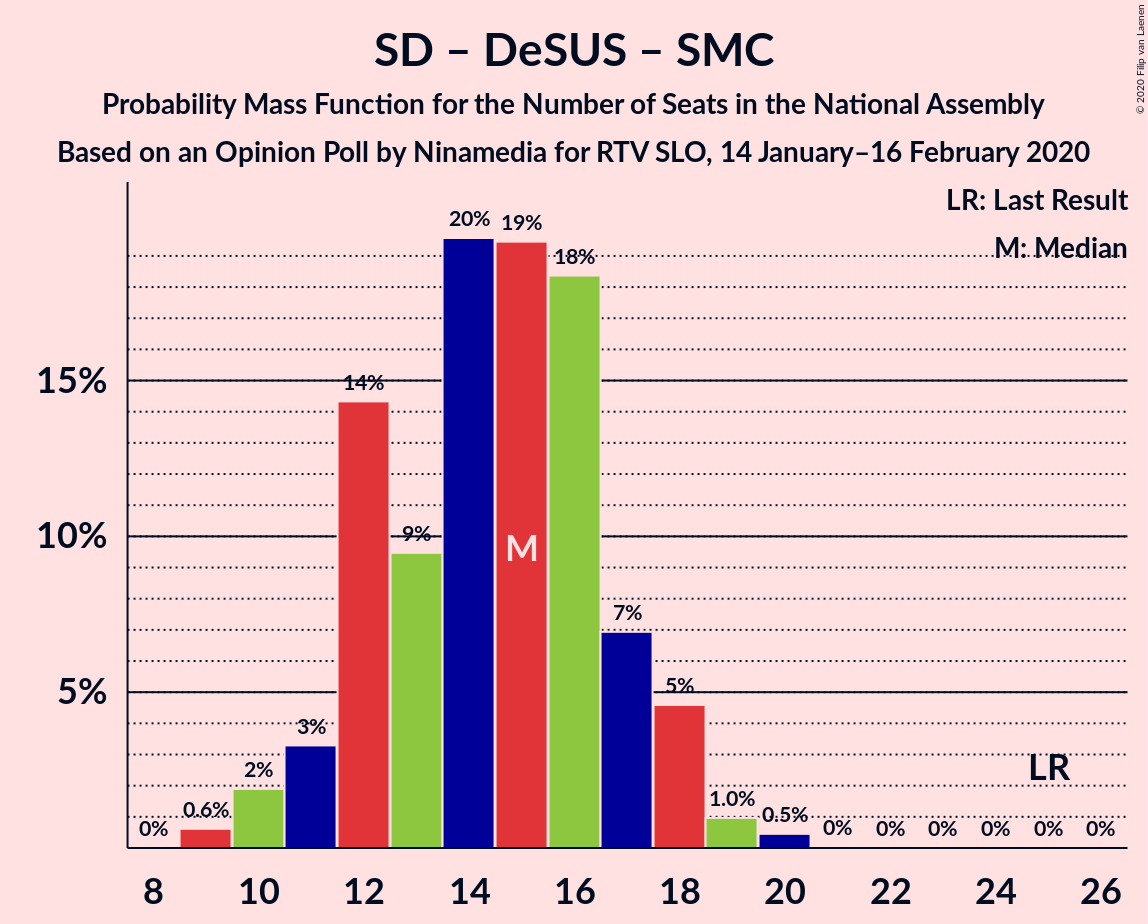 SD – DeSUS – SMC
Probability Mass Function for the Number of Seats in the National Assembly
Based on an Opinion Poll by Ninamedia for RTV SLO, 14 January–16 February 2020
© 2020 Filip van Laenen
LR: Last Result
M: Median
20% 19% 18%
15% 14%
10% 9%
M
7%
5% 5%
3%
LR
2%
0% 0.6% 1.0% 0.5% 0% 0% 0% 0% 0% 0%
8 10 12 14 16 18 20 22 24 26